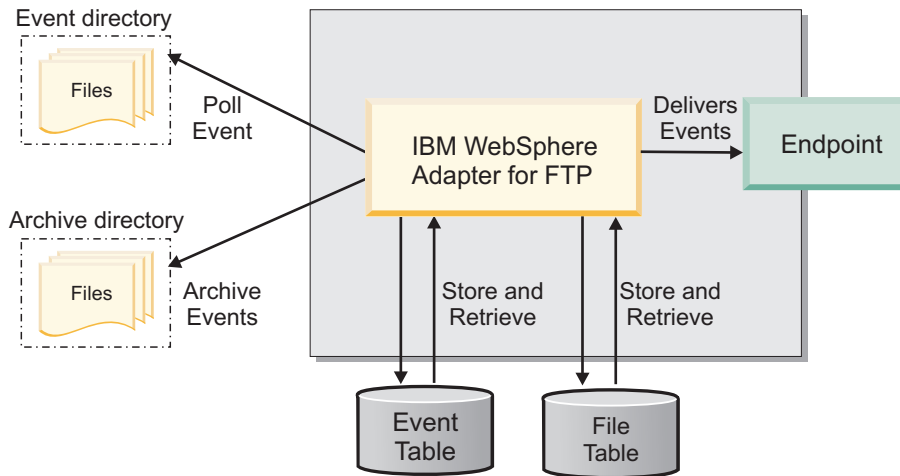 Event directory
Files
Poll
Event
IBM WebSphere
Adapter for FTP
Delivers
Events
Endpoint
Archive directory
Files
Archive
Events
Store and
Retrieve
Store and
Retrieve
Event
Table
File
Table